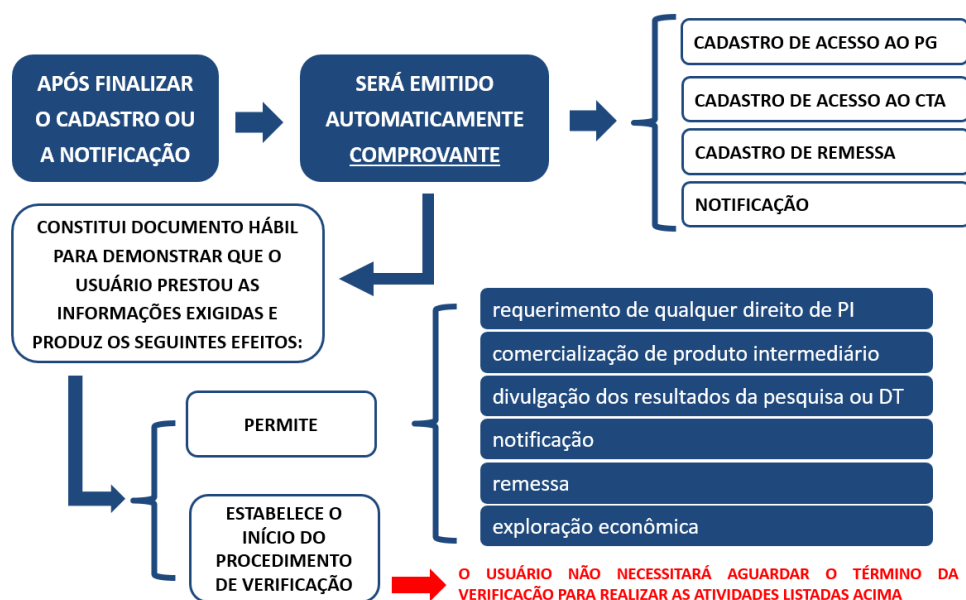 APÓS FINALIZAR
O CADASTRO OU
A NOTIFICAÇÃO
SERÁ EMITIDO
AUTOMATICAMENTE
COMPROVANTE
CADASTRO DE ACESSO AO PG
CADASTRO DE ACESSO AO CTA
CADASTRO DE REMESSA
NOTIFICAÇÃO
CONSTITUI DOCUMENTO HÁBIL
PARA DEMONSTRAR QUE O
USUÁRIO PRESTOU AS
INFORMAÇÕES EXIGIDAS E
PRODUZ OS SEGUINTES EFEITOS:
PERMITE
requerimento de qualquer direito de PI
comercialização de produto intermediário
divulgação dos resultados da pesquisa ou DT
notificação
remessa
exploração econômica
ESTABELECE O
INÍCIO DO
PROCEDIMENTO
DE VERIFICAÇÃO
O USUÁRIO NÃO NECESSITARÁ AGUARDAR O TÉRMINO DA
VERIFICAÇÃO PARA REALIZAR AS ATIVIDADES LISTADAS ACIMA